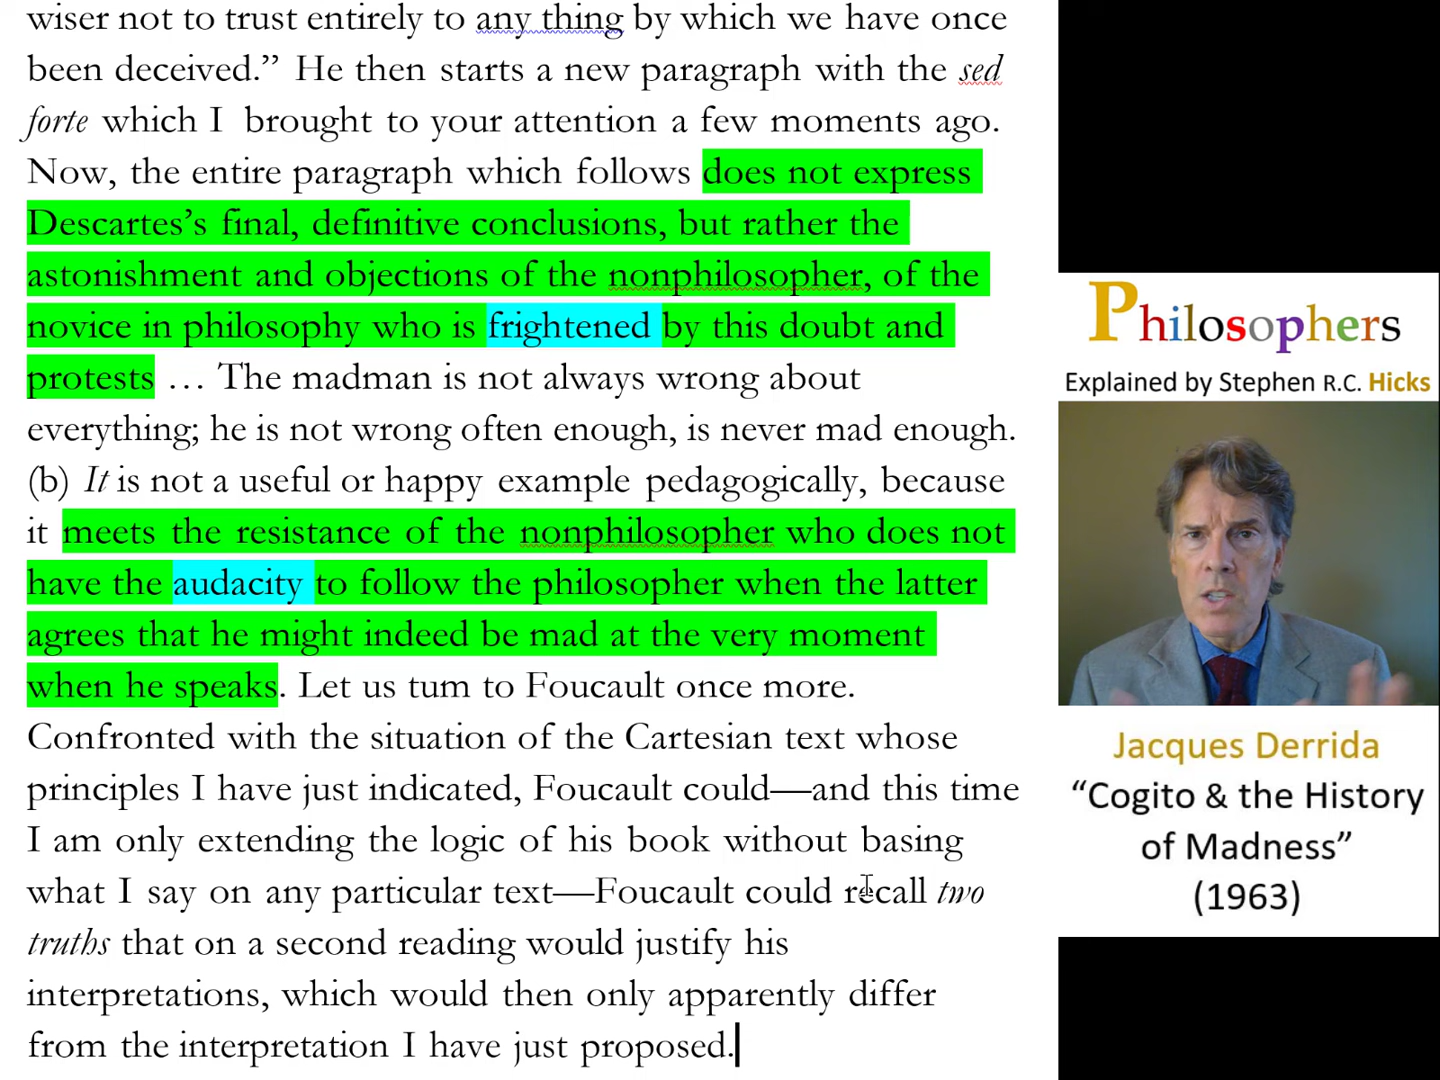 wiser not to trust entirely to any thing by which we have once
been deceived.” He then starts a new paragraph with the sed
forte which I brought to your attention a few moments ago.
Now, the entire paragraph which follows does not express
Descartes’s final, definitive conclusions, but rather the
astonishment and objections of the nonphilosopher, of the
novice in philosophy who is frightened by this doubt and
protests … The madman is not always wrong about
everything; he is not wrong often enough, is never mad enough.
(b) It is not a useful or happy example pedagogically, because
it meets the resistance of the nonphilosopher who does not
have the audacity to follow the philosopher when the latter
agrees that he might indeed be mad at the very moment
when he speaks. Let us tum to Foucault once more.
Confronted with the situation of the Cartesian text whose
principles I have just indicated, Foucault could—and this time
I am only extending the logic of his book without basing
what I say on any particular text—Foucault could recall two
truths that on a second reading would justify his
interpretations, which would then only apparently differ
from the interpretation I have just proposed.
Philosophers
Explained by Stephen R.C. Hicks
Jacques Derrida
“Cogito & the History
of Madness”
(1963)